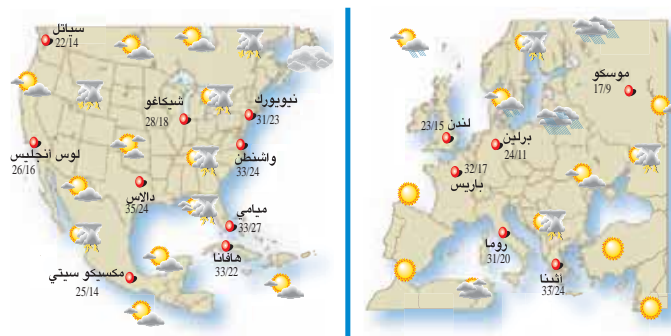 سياتل
22/14
شيكاغو
28/18
نيويورك
31/23
لوس أنجليس
26/16
واشنطن
33/24
دالاس
35/24
ميامي
33/27
هافانا
33/22
مكسيكو سيتي
25/14
موسكو
17/9
لندن
23/15
برلين
24/11
32/17
باريس
روما
31/20
أثينا
33/24